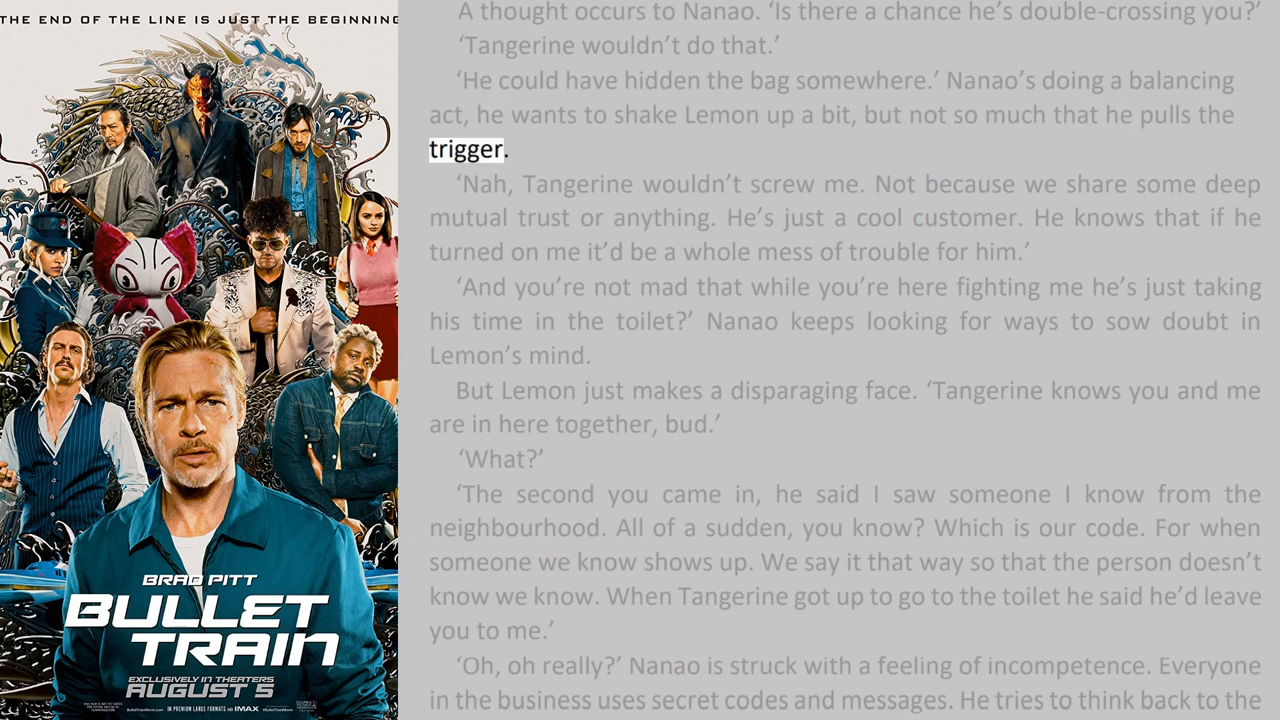 THE END OF THE LINE IS JUST THE BEGINNING
BRAD PITT
BULLET
TRAIN
EXCLUSIVELY IN THEATERS
AUGUST 5
BulletTrainMovie.com
IN PREMIUM LARGE FORMATS AND IMAX
#BulletTrainMovie
A thought occurs to Nanao. ‘Is there a chance he’s double-crossing you?’
‘Tangerine wouldn’t do that.’
‘He could have hidden the bag somewhere.’ Nanao’s doing a balancing
act, he wants to shake Lemon up a bit, but not so much that he pulls the
trigger.
‘Nah, Tangerine wouldn’t screw me. Not because we share some deep
mutual trust or anything. He’s just a cool customer. He knows that if he
turned on me it’d be a whole mess of trouble for him.’
‘And you’re not mad that while you’re here fighting me he’s just taking
his time in the toilet?’ Nanao keeps looking for ways to sow doubt in
Lemon’s mind.
But Lemon just makes a disparaging face. ‘Tangerine knows you and me
are in here together, bud.’
‘What?’
‘The second you came in, he said I saw someone I know from the
neighbourhood. All of a sudden, you know? Which is our code. For when
someone we know shows up. We say it that way so that the person doesn’t
know we know. When Tangerine got up to go to the toilet he said he’d leave
you to me.’
‘Oh, oh really?’ Nanao is struck with a feeling of incompetence. Everyone
in the business uses secret codes and messages. He tries to think back to the